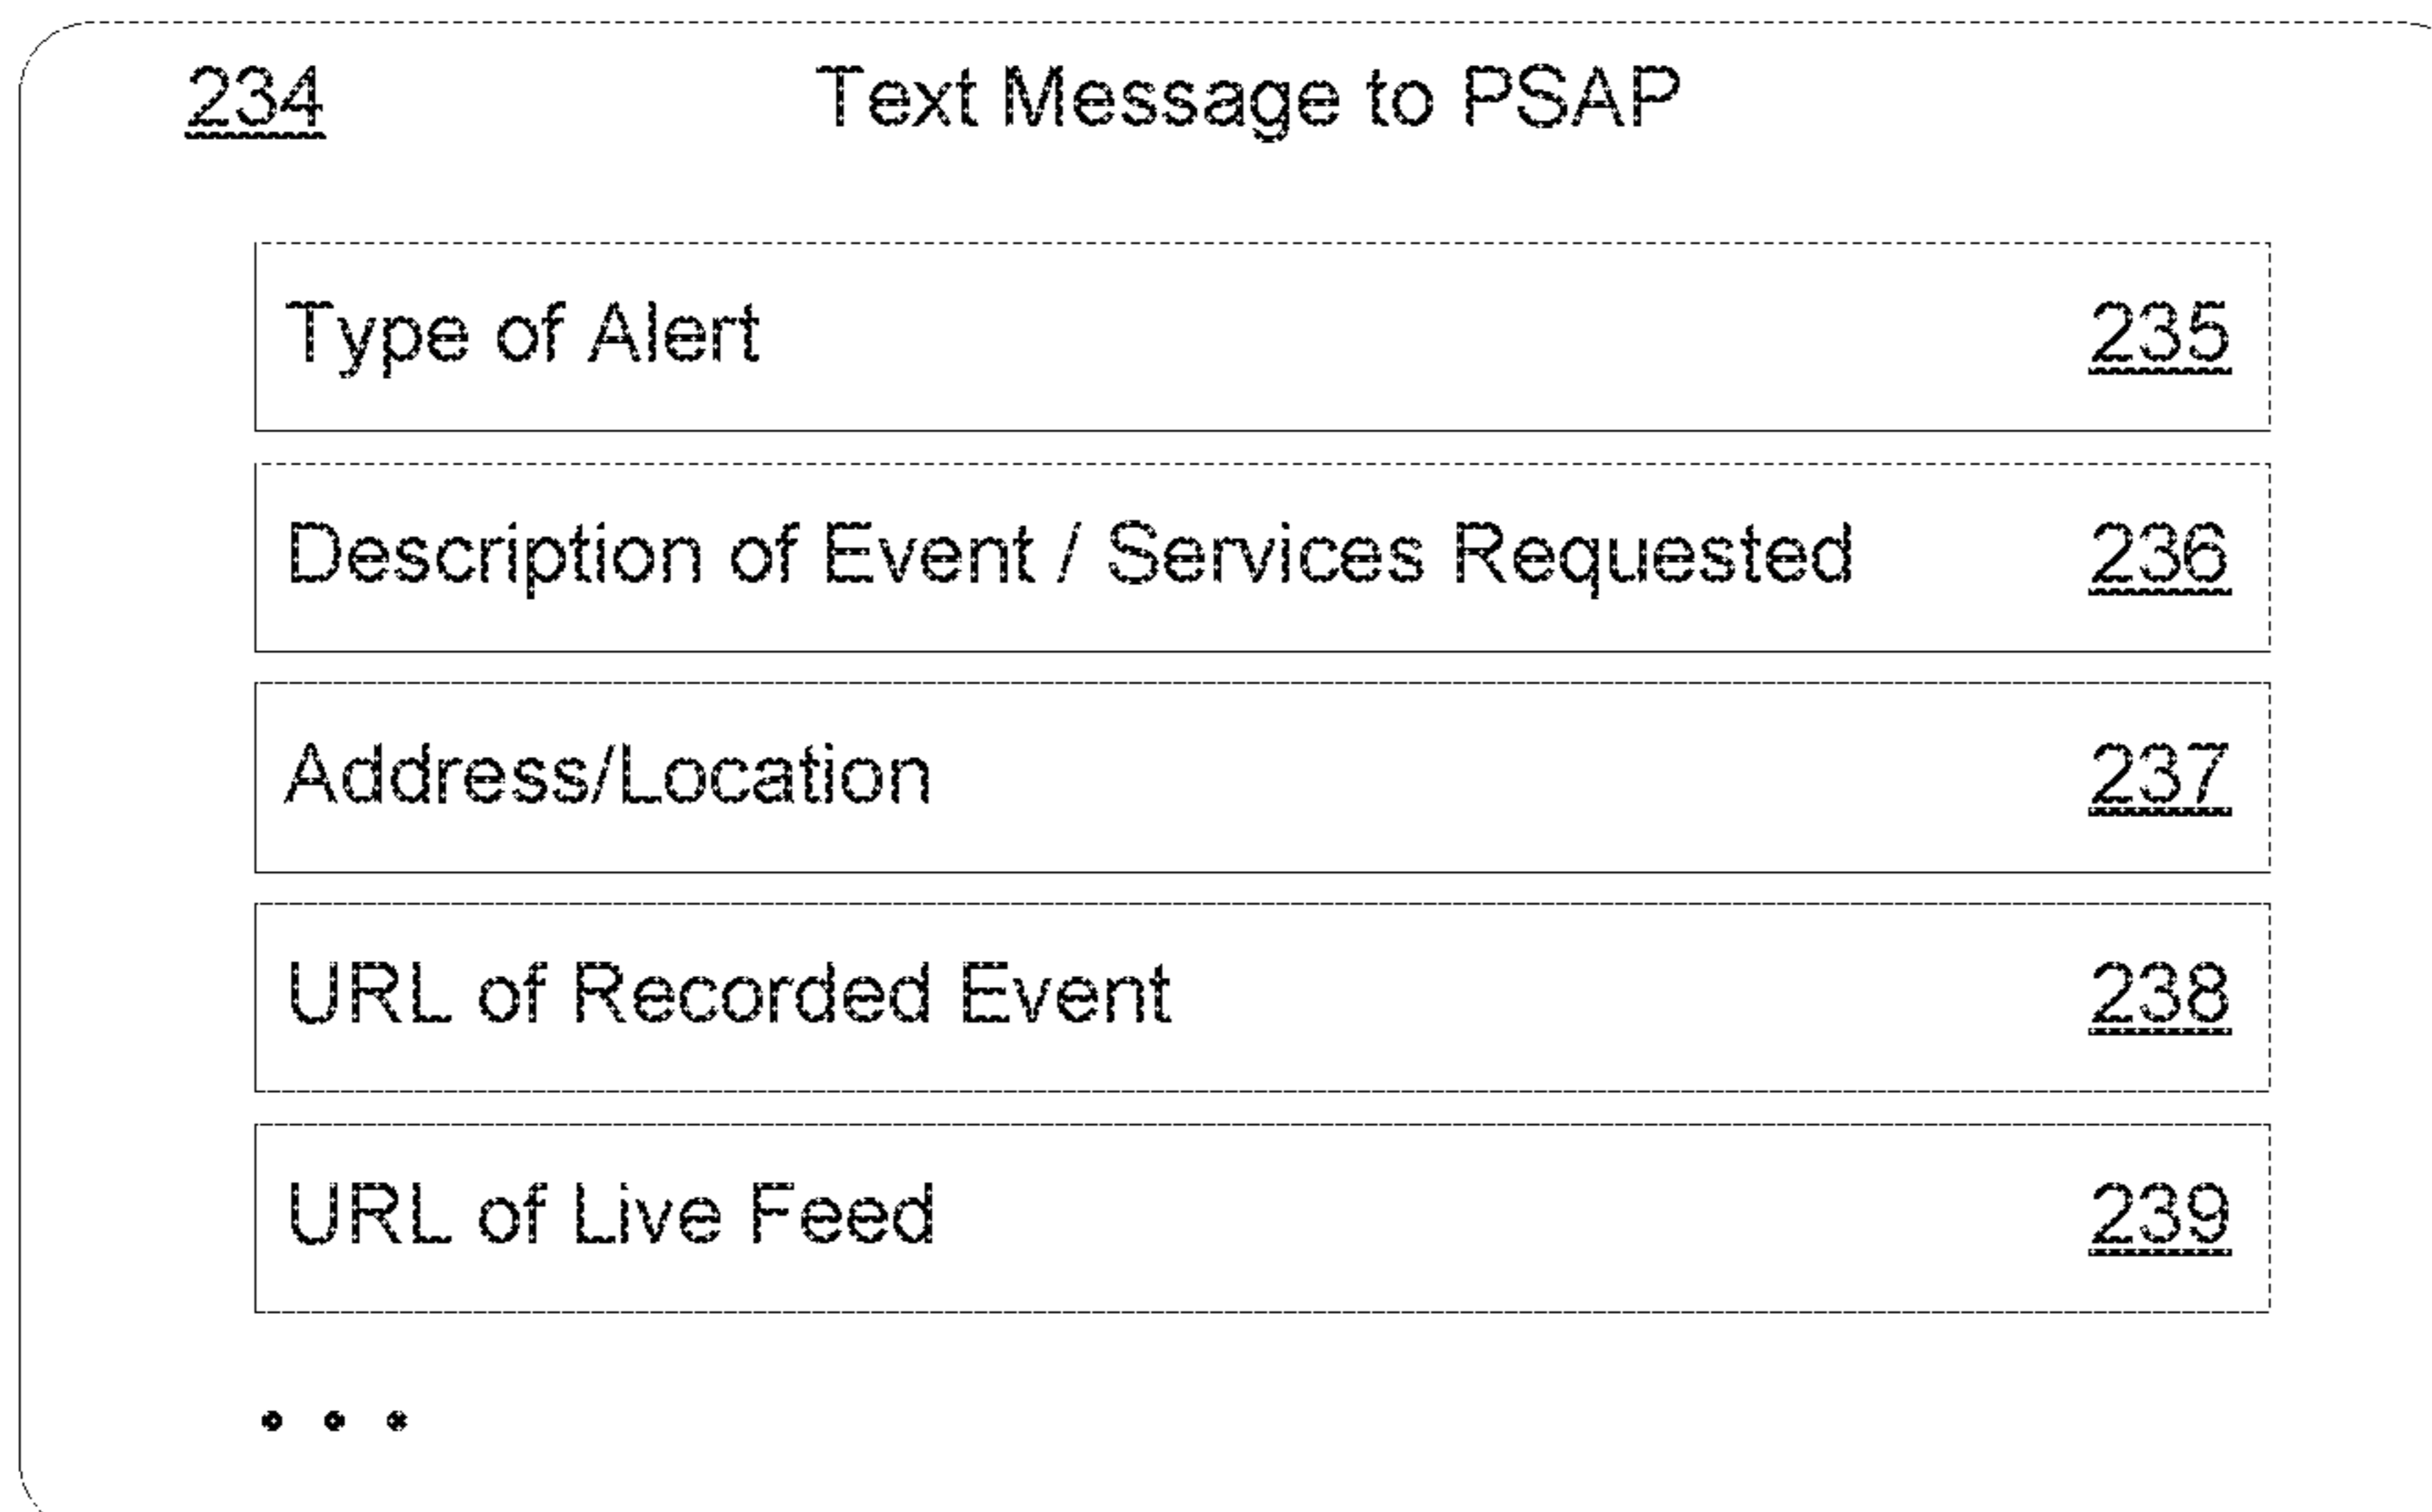 234 Text Message to PSAP
Type of Alert 235
Description of Event / Services Requested 236
Address/Location 237
URL of Recorded Event 238
URL of Live Feed 239
• • •